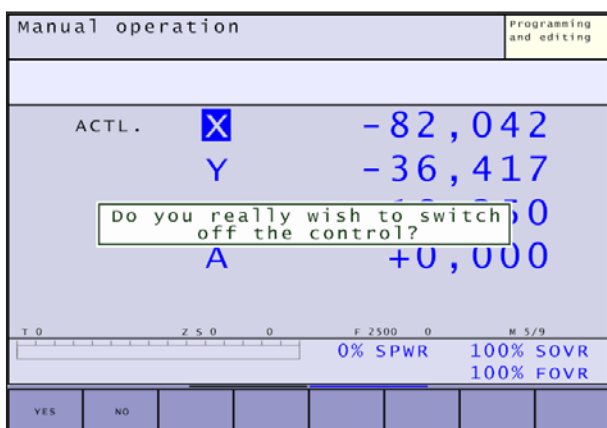 Manual operation
Programming
and editing
ACTL. X -82,042
Y -36,417
Do you really wish to switch
off the control?
A +0,000
T 0 Z S 0 0 F 2500 0 M 5/9
0% SPWR 100% SOVR
100% FOVR
YES NO